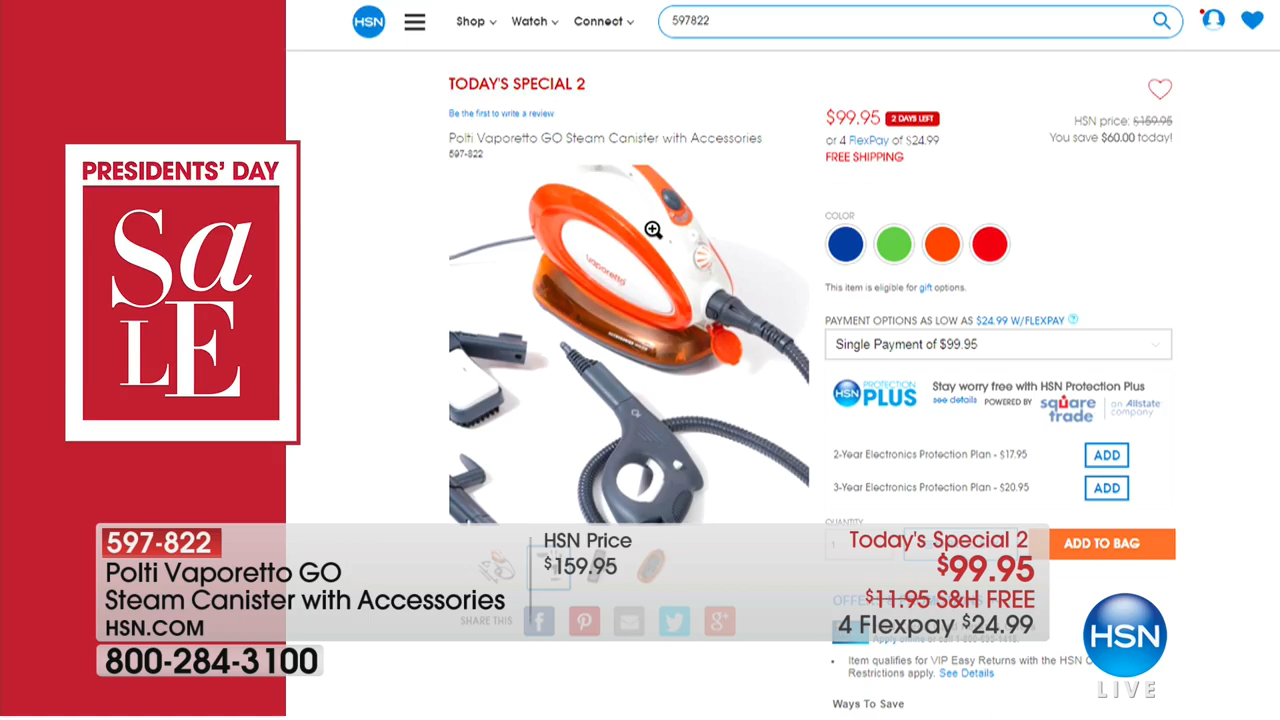 HSN
Shop
Watch
Connect
597822
PRESIDENTS' DAY
SaLE
TODAY'S SPECIAL 2
Be the first to write a review
Polti Vaporetto GO Steam Canister with Accessories
597-822
vaporetto
$99.95 2 DAYS LEFT
or 4 FlexPay of $24.99
FREE SHIPPING
HSN price: $159.95
You save $60.00 today!
COLOR
This item is eligible for gift options.
PAYMENT OPTIONS AS LOW AS $24.99 W/FLEXPAY ?
Single Payment of $99.95
HSN PROTECTION PLUS
Stay worry free with HSN Protection Plus
see details POWERED BY square trade an Allstate company
2-Year Electronics Protection Plan - $17.95 ADD
3-Year Electronics Protection Plan - $20.95 ADD
QUANTITY
1
ADD TO BAG
597-822
Polti Vaporetto GO
Steam Canister with Accessories
HSN.COM
800-284-3100
HSN Price
$159.95
Today's Special 2
$99.95
$11.95 S&H FREE
4 Flexpay $24.99
SHARE THIS
Item qualifies for VIP Easy Returns with the HSN
Restrictions apply. See Details
Ways To Save
HSN
LIVE